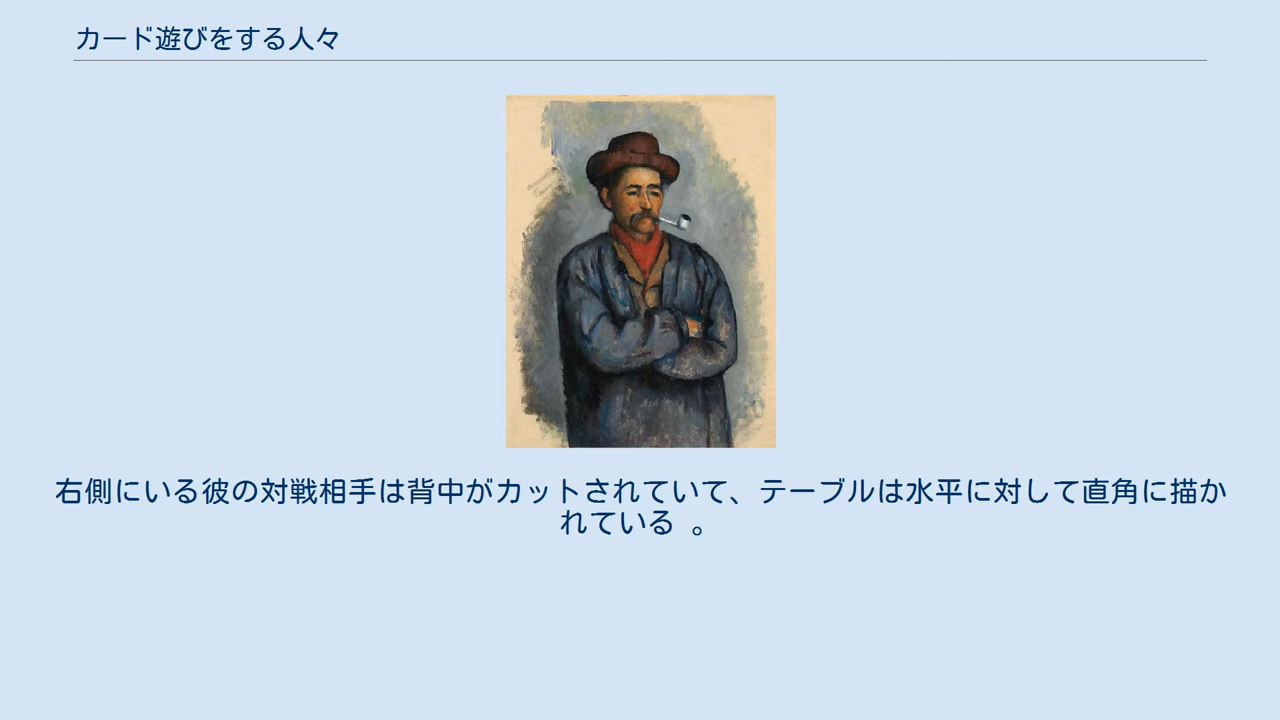 カード遊びをする人々
右側にいる彼の対戦相手は背中がカットされていて、テーブルは水平に対して直角に描か
れている 。